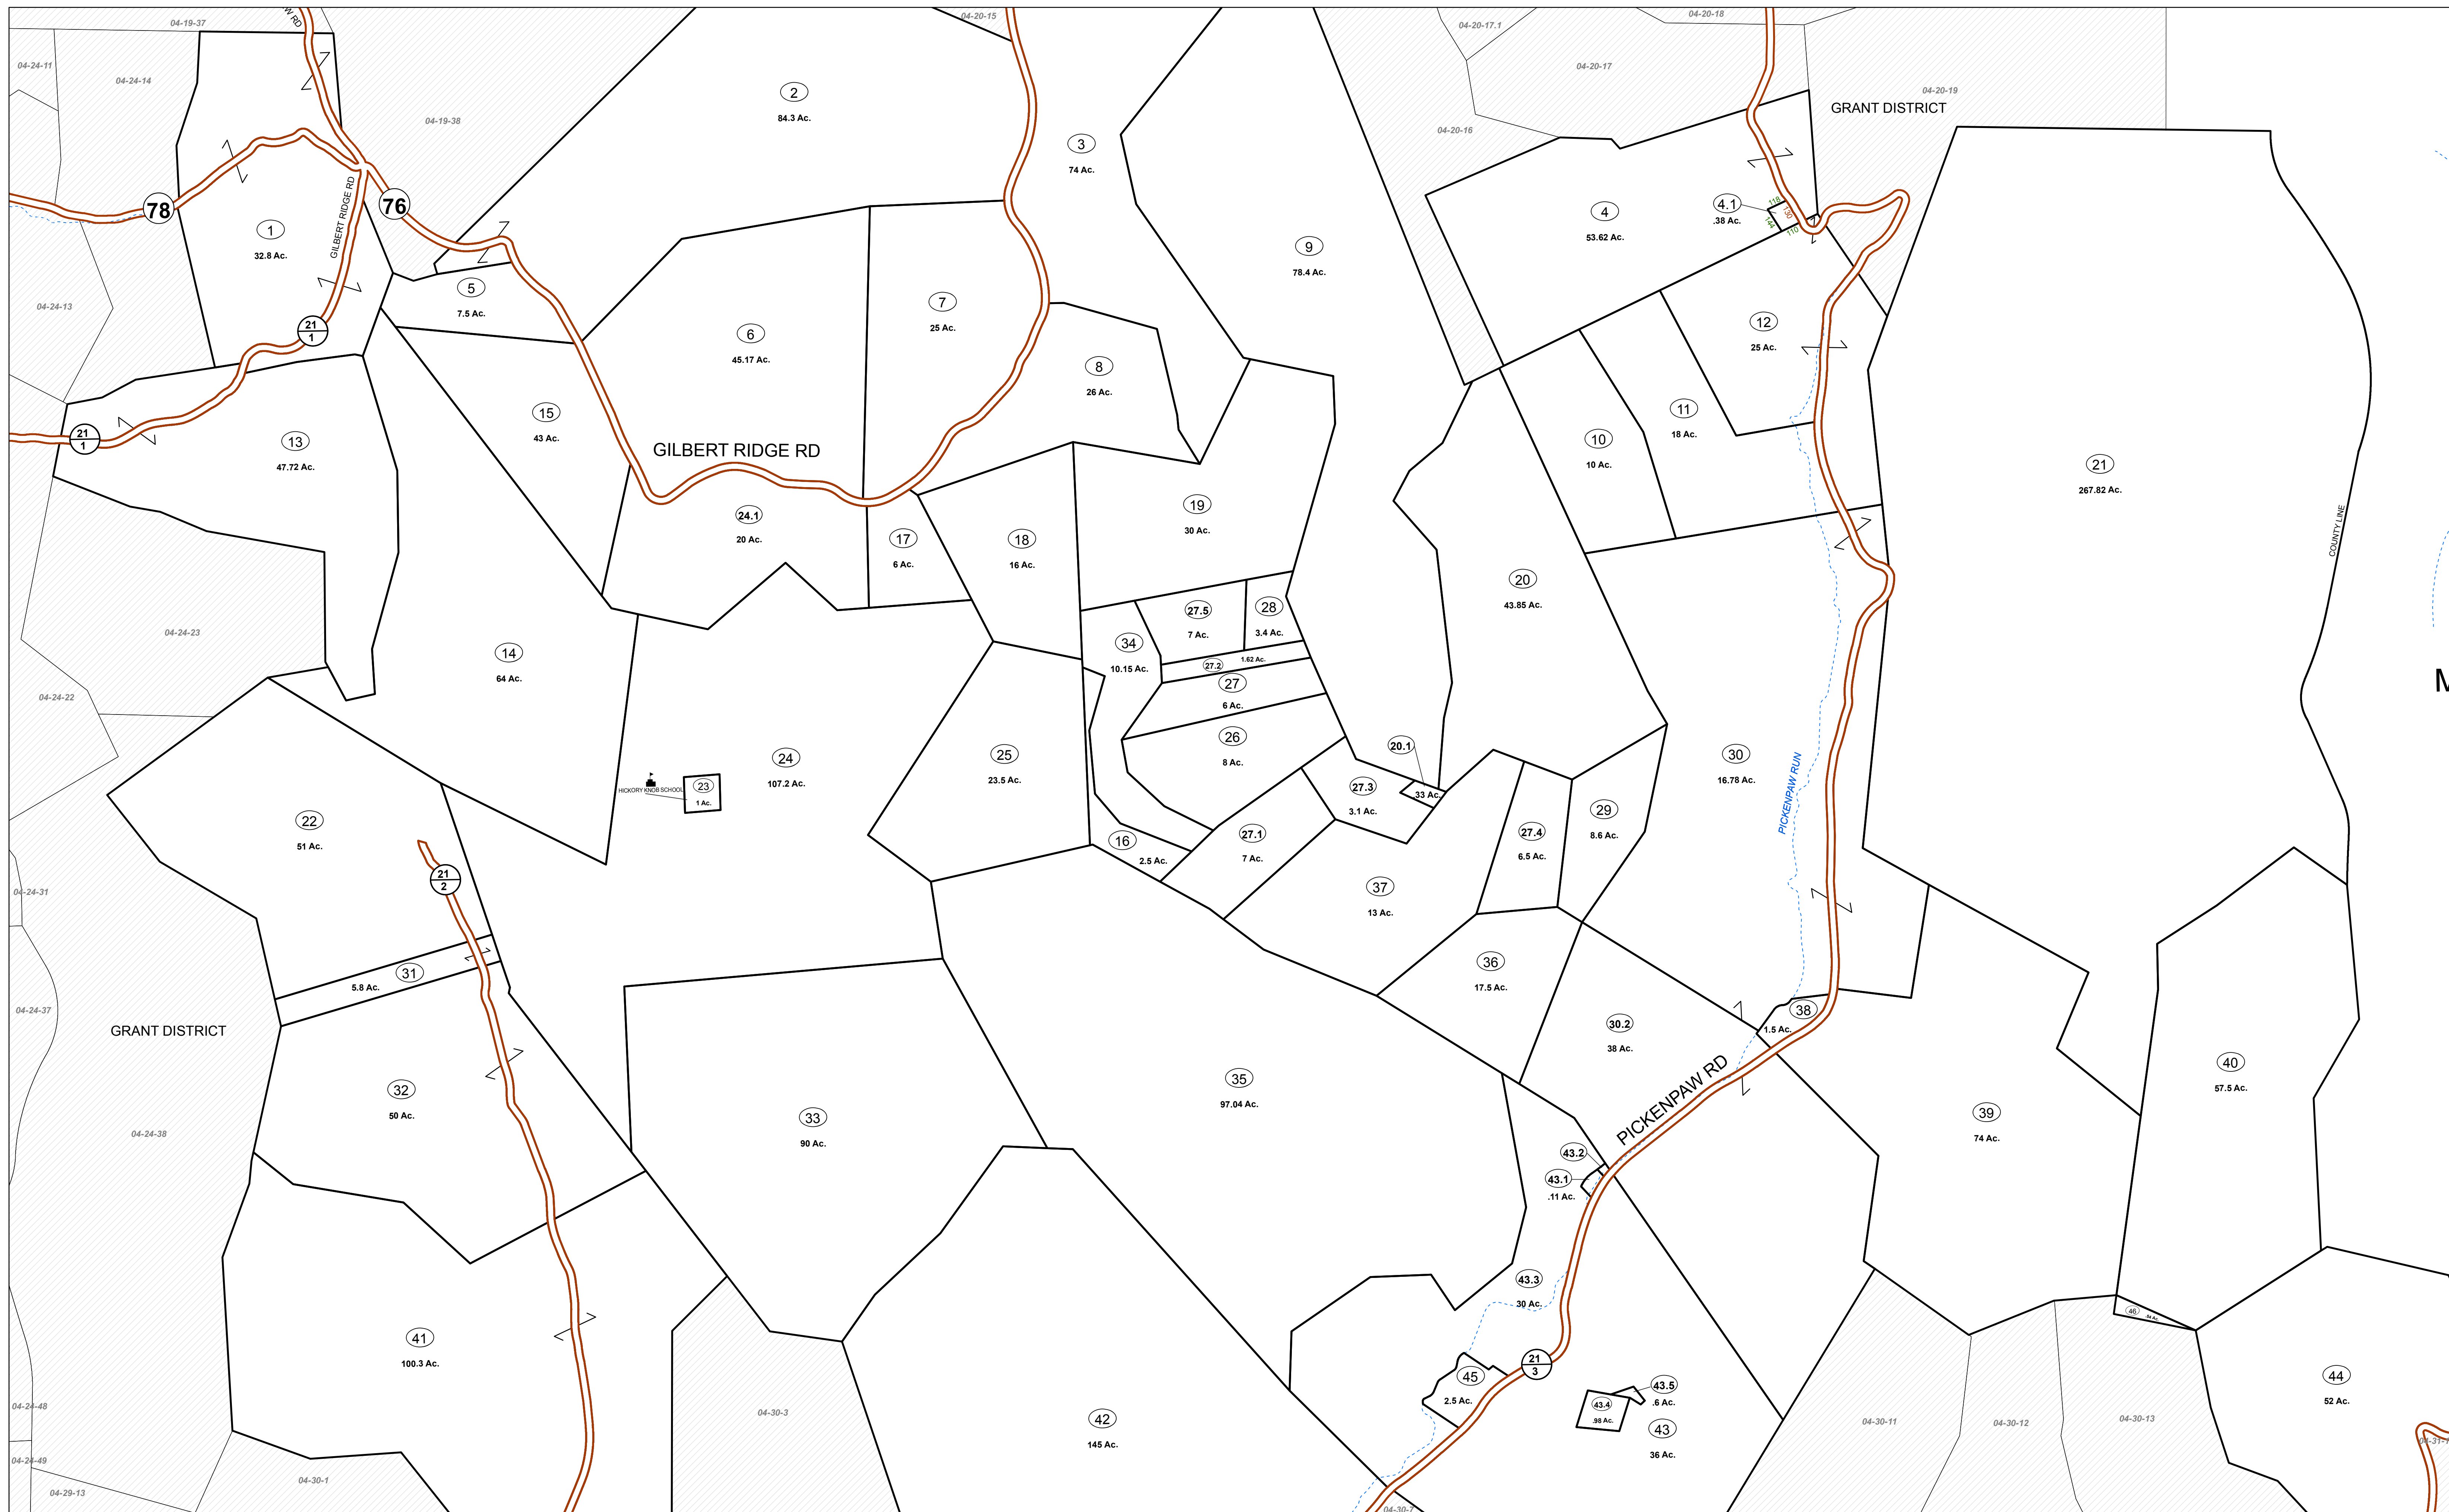 04-19-37
W RD
04-20-15
04-20-17.1
04-20-18
04-24-11
04-24-14
04-20-17
04-20-19
GRANT DISTRICT
04-19-38
04-20-16
2
84.3 Ac.
3
74 Ac.
78
76
GILBERT RIDGE RD
1
32.8 Ac.
4
53.62 Ac.
4.1
.38 Ac.
118
130
144
110
9
78.4 Ac.
5
7.5 Ac.
04-24-13
21
1
6
45.17 Ac.
7
25 Ac.
8
26 Ac.
12
25 Ac.
15
43 Ac.
11
18 Ac.
10
10 Ac.
21
1
13
47.72 Ac.
GILBERT RIDGE RD
21
267.82 Ac.
COUNTY LINE
24.1
20 Ac.
17
6 Ac.
18
16 Ac.
19
30 Ac.
20
43.85 Ac.
04-24-23
14
64 Ac.
34
10.15 Ac.
27.5
7 Ac.
28
3.4 Ac.
27.2
1.62 Ac.
27
6 Ac.
26
8 Ac.
M
04-24-22
24
107.2 Ac.
HICKORY KNOB SCHOOL
23
1 Ac.
25
23.5 Ac.
20.1
.33 Ac.
27.3
3.1 Ac.
30
16.78 Ac.
PICKENPAW RUN
22
51 Ac.
16
2.5 Ac.
27.1
7 Ac.
27.4
6.5 Ac.
29
8.6 Ac.
21
2
37
13 Ac.
04-24-31
31
5.8 Ac.
36
17.5 Ac.
04-24-37
GRANT DISTRICT
30.2
38 Ac.
38
1.5 Ac.
32
50 Ac.
33
90 Ac.
35
97.04 Ac.
PICKENPAW RD
39
74 Ac.
40
57.5 Ac.
04-24-38
43.2
43.1
.11 Ac.
43.3
30 Ac.
46
.54 Ac.
41
100.3 Ac.
21
3
45
2.5 Ac.
43.5
.6 Ac.
43.4
.98 Ac.
43
36 Ac.
44
52 Ac.
04-24-48
04-30-3
42
145 Ac.
04-30-11
04-30-12
04-30-13
04-31-1
04-24-49
04-29-13
04-30-1
04-30-7